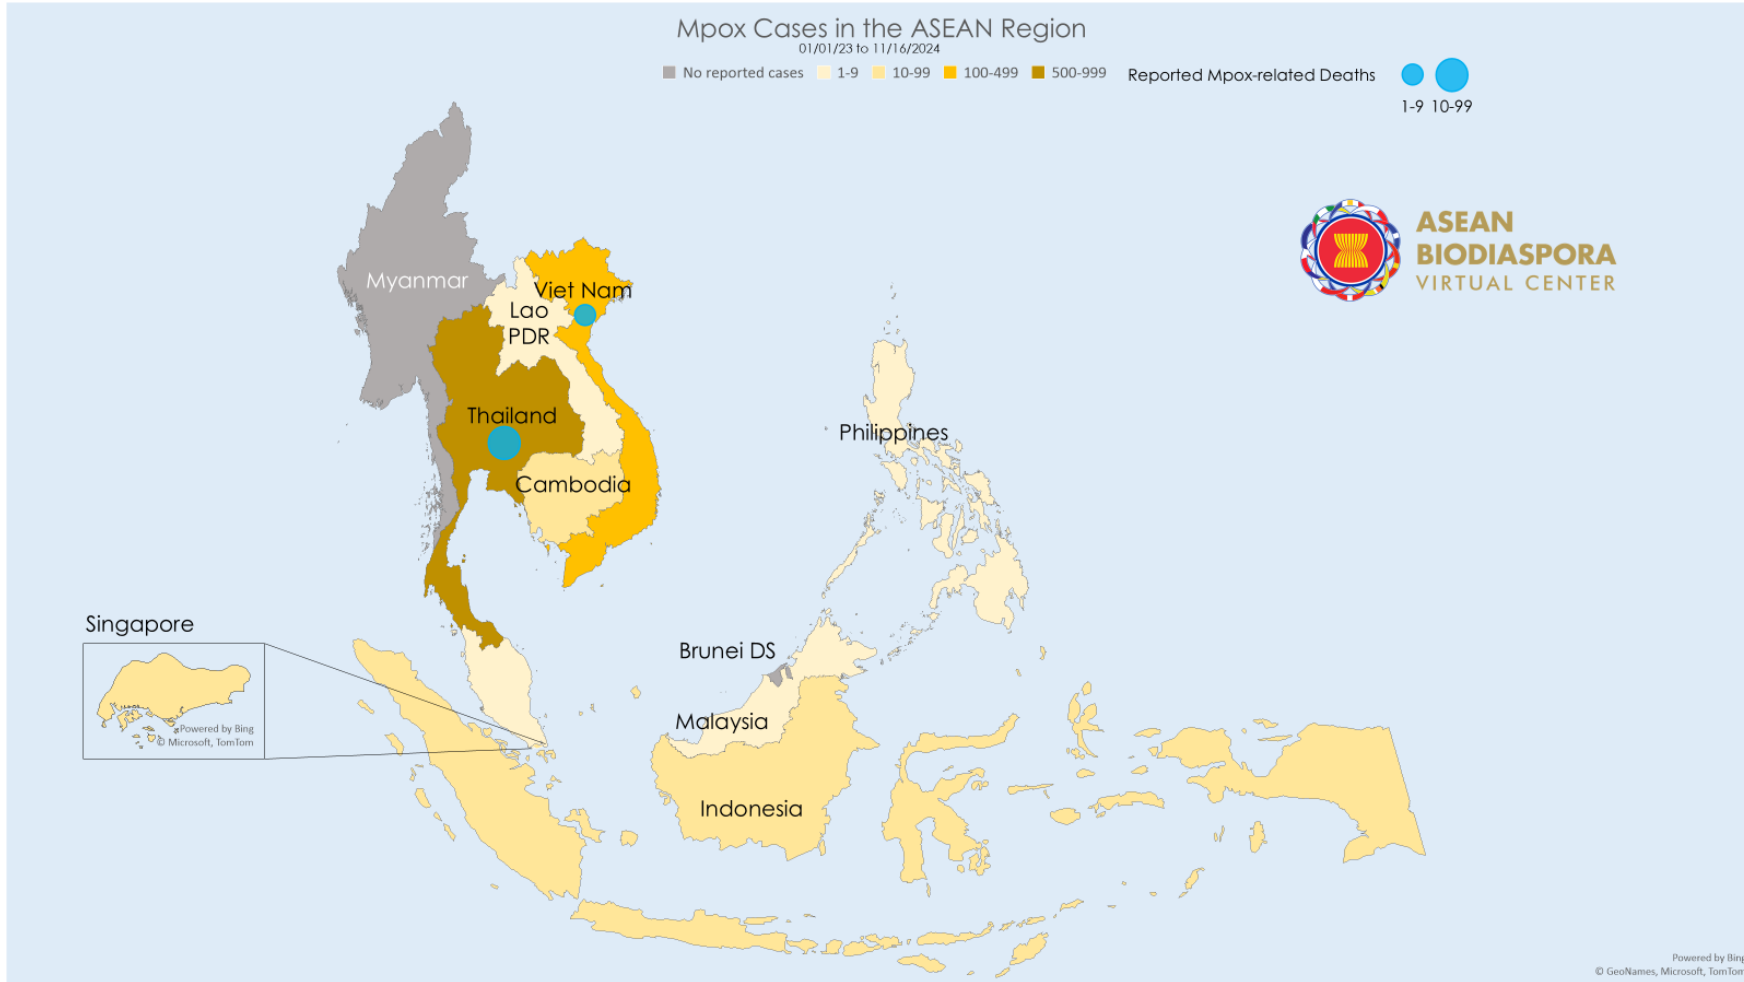 Mpox Cases in the ASEAN Region
01/01/23 to 11/16/2024
No reported cases 1-9 10-99 100-499 500-999
Reported Mpox-related Deaths
1-9 10-99
ASEAN
BIODIASPORA
VIRTUAL CENTER
Myanmar
Viet Nam
Lao
PDR
Thailand
Cambodia
Philippines
Singapore
Powered by Bing
© Microsoft, TomTom
Brunei DS
Malaysia
Indonesia
Powered by Bing
© GeoNames, Microsoft, TomTom